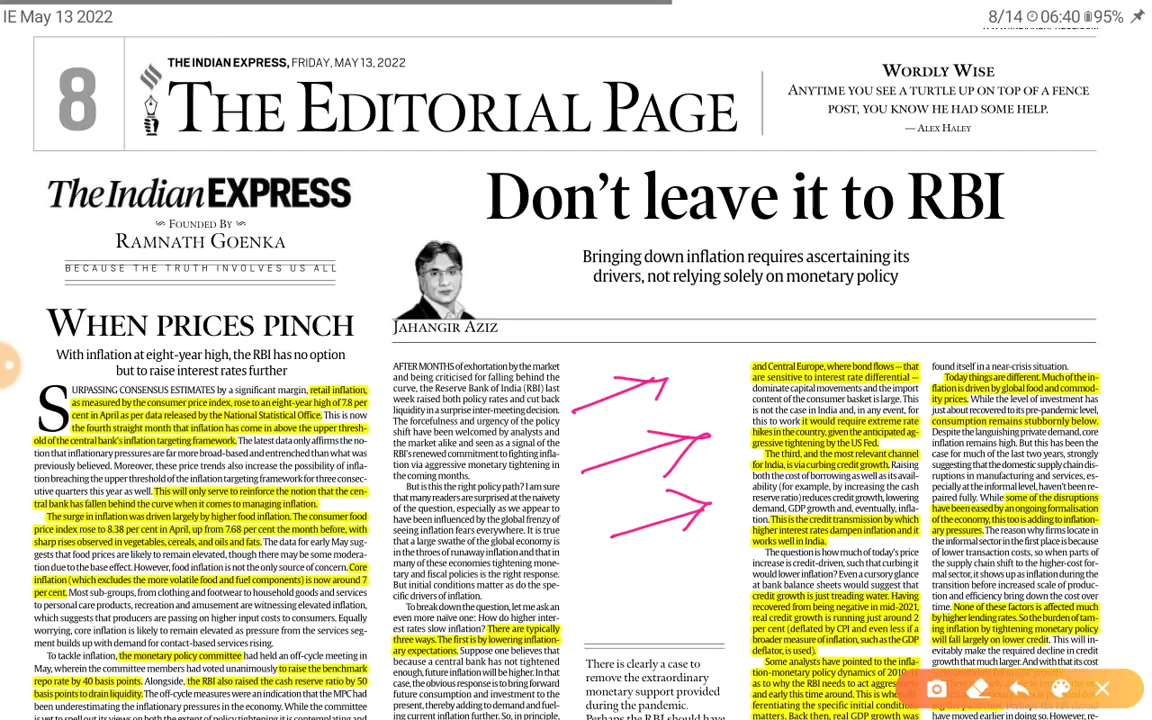 IE May 13 2022
8/14 06:40 95%
8
THE INDIAN EXPRESS, FRIDAY, MAY 13, 2022
THE EDITORIAL PAGE
WORDLY WISE
ANYTIME YOU SEE A TURTLE UP ON TOP OF A FENCE
POST, YOU KNOW HE HAD SOME HELP.
— ALEX HALEY
The Indian EXPRESS
FOUNDED BY
RAMNATH GOENKA
BECAUSE THE TRUTH INVOLVES US ALL
WHEN PRICES PINCH
With inflation at eight-year high, the RBI has no option
but to raise interest rates further
SURPASSING CONSENSUS ESTIMATES by a significant margin, retail inflation,
as measured by the consumer price index, rose to an eight-year high of 7.8 per
cent in April as per data released by the National Statistical Office. This is now
the fourth straight month that inflation has come in above the upper thresh-
old of the central bank's inflation targeting framework. The latest data only affirms the no-
tion that inflationary pressures are far more broad-based and entrenched than what was
previously believed. Moreover, these price trends also increase the possibility of infla-
tion breaching the upper threshold of the inflation targeting framework for three consec-
utive quarters this year as well. This will only serve to reinforce the notion that the cen-
tral bank has fallen behind the curve when it comes to managing inflation.
The surge in inflation was driven largely by higher food inflation. The consumer food
price index rose to 8.38 per cent in April, up from 7.68 per cent the month before, with
sharp rises observed in vegetables, cereals, and oils and fats. The data for early May sug-
gests that food prices are likely to remain elevated, though there may be some modera-
tion due to the base effect. However, food inflation is not the only source of concern. Core
inflation (which excludes the more volatile food and fuel components) is now around 7
per cent. Most sub-groups, from clothing and footwear to household goods and services
to personal care products, recreation and amusement are witnessing elevated inflation,
which suggests that producers are passing on higher input costs to consumers. Equally
worrying, core inflation is likely to remain elevated as pressure from the services seg-
ment builds up with demand for contact-based services rising.
To tackle inflation, the monetary policy committee had held an off-cycle meeting in
May, wherein the committee members had voted unanimously to raise the benchmark
repo rate by 40 basis points. Alongside, the RBI also raised the cash reserve ratio by 50
basis points to drain liquidity. The off-cycle measures were an indication that the MPC had
been underestimating the inflationary pressures in the economy. While the committee
Don't leave it to RBI
Bringing down inflation requires ascertaining its
drivers, not relying solely on monetary policy
JAHANGIR AZIZ
AFTER MONTHS of exhortation by the market
and being criticised for falling behind the
curve, the Reserve Bank of India (RBI) last
week raised both policy rates and cut back
liquidity in a surprise inter-meeting decision.
The forcefulness and urgency of the policy
shift have been welcomed by analysts and
the market alike and seen as a signal of the
RBI's renewed commitment to fighting infla-
tion via aggressive monetary tightening in
the coming months.
But is this the right policy path? I am sure
that many readers are surprised at the naivety
of the question, especially as we appear to
have been influenced by the global frenzy of
seeing inflation fears everywhere. It is true
that a large swathe of the global economy is
in the throes of runaway inflation and that in
many of these economies tightening mone-
tary and fiscal policies is the right response.
But initial conditions matter as do the spe-
cific drivers of inflation.
To break down the question, let me ask an
even more naïve one: How do higher inter-
est rates slow inflation? There are typically
three ways. The first is by lowering inflation-
ary expectations. Suppose one believes that
because a central bank has not tightened
enough, future inflation will be higher. In that
case, the obvious response is to bring forward
future consumption and investment to the
present, thereby adding to demand and fuel-
ing current inflation further. So, in principle,
There is clearly a case to
remove the extraordinary
monetary support provided
during the pandemic.
Perhaps the RBI should have
and Central Europe, where bond flows — that
are sensitive to interest rate differential —
dominate capital movements and the import
content of the consumer basket is large. This
is not the case in India and, in any event, for
this to work it would require extreme rate
hikes in the country, given the anticipated ag-
gressive tightening by the US Fed.
The third, and the most relevant channel
for India, is via curbing credit growth. Raising
both the cost of borrowing as well as its avail-
ability (for example, by increasing the cash
reserve ratio) reduces credit growth, lowering
demand growth and, eventually, infla-
tion. This is the credit transmission by which
higher interest rates dampen inflation and it
works well in India.
The question is how much of today's price
increase is credit-driven, such that curbing it
would lower inflation? Even a cursory glance
at bank balance sheets would suggest that
credit growth is just treading water. Having
recovered from being negative in mid-2021,
real credit growth is running just around 2
per cent (deflated by CPI and even less if a
broader measure of inflation, such as the GDP
deflator, is used).
Some analysts have pointed to the infla-
tion-monetary policy dynamics of 2010-
as to why the RBI needs to act aggres
and early this time around. This is
ferentiating the specific initial
matters. Back then, real GDP growth was
found itself in a near-crisis situation.
Today things are different. Much of the in-
flation is driven by global food and commod-
ity prices. While the level of investment has
just about recovered to its pre-pandemic level,
consumption remains stubbornly below.
Despite the languishing private demand, core
inflation remains high. But this has been the
case for much of the last two years, strongly
suggesting that the domestic supply chain dis-
ruptions in manufacturing and services, es-
pecially at the informal level, haven't been re-
paired fully. While some of the disruptions
have been eased by an ongoing formalisation
of the economy, this too is adding to inflation-
ary pressures. The reason why firms locate in
the informal sector in the first place is because
of lower transaction costs, so when parts of
the supply chain shift to the higher-cost for-
mal sector, it shows up as inflation during the
transition before increased scale of produc-
tion and efficiency bring down the cost over
time. None of these factors is affected much
by higher lending rates. So the burden of tam-
ing inflation by tightening monetary policy
will fall largely on lower credit. This will in-
evitably make the required decline in credit
growth that much larger. And with that its cost
have moved earlier in doing so. However, re-